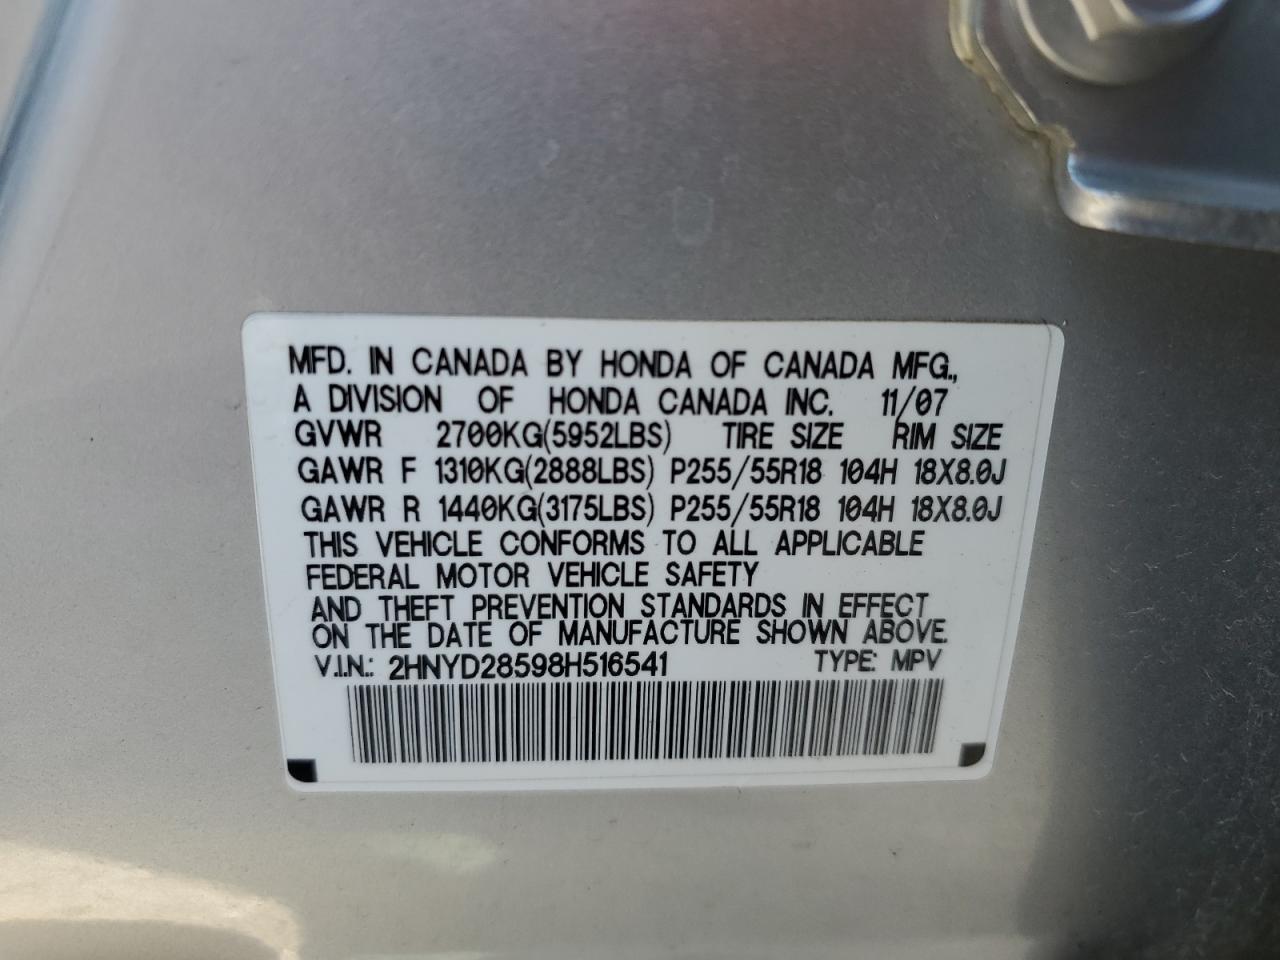 MFD. IN CANADA BY HONDA OF CANADA MFG.,
A DIVISION OF HONDA CANADA INC. 11/07
GVWR 2700KG(5952LBS) TIRE SIZE RIM SIZE
GAWR F 1310KG(2888LBS) P255/55R18 104H 18X8.0J
GAWR R 1440KG(3175LBS) P255/55R18 104H 18X8.0J
THIS VEHICLE CONFORMS TO ALL APPLICABLE
FEDERAL MOTOR VEHICLE SAFETY
AND THEFT PREVENTION STANDARDS IN EFFECT
ON THE DATE OF MANUFACTURE SHOWN ABOVE.
V.I.N.: 2HNYD28598H516541 TYPE: MPV